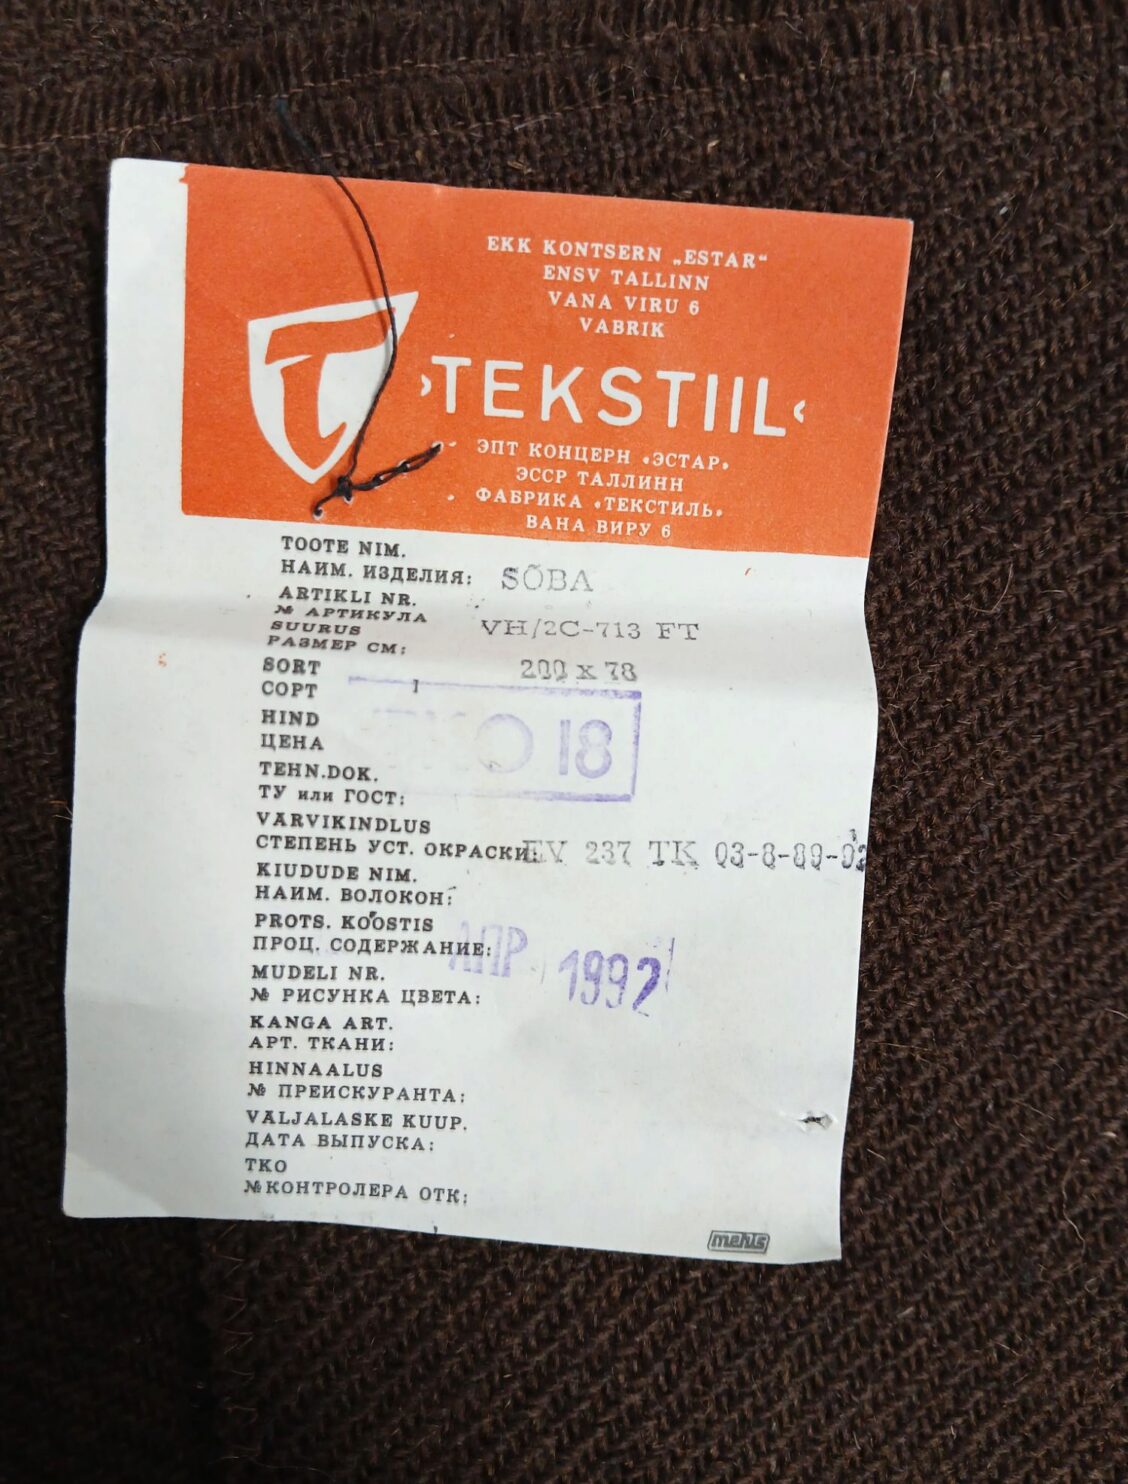 EKK KONTSERN „ESTAR“
ENSV TALLINN
VANA VIRU 6
VABRIK
›TEKSTIIL‹
ЭПТ КОНЦЕРН «ЭСТАР»
ЭССР ТАЛЛИНН
ФАБРИКА «ТЕКСТИЛЬ»
ВАНА ВИРУ 6
TOOTE NIM.
НАИМ. ИЗДЕЛИЯ: SÕBA
ARTIKLI NR.
№ АРТИКУЛА VH/2C-713 FT
SUURUS
РАЗМЕР СМ: 200 x 78
SORT
СОРТ I
HIND
ЦЕНА
TKO 18
TEHN.DOK.
ТУ или ГОСТ:
VÄRVIKINDLUS
СТЕПЕНЬ УСТ. ОКРАСКИ: EV 237 TK 03-8-89-92
KIUDUDE NIM.
НАИМ. ВОЛОКОН:
PROTS. KOOSTIS
ПРОЦ. СОДЕРЖАНИЕ:
АПР. 1992
MUDELI NR.
№ РИСУНКА ЦВЕТА:
KANGA ART.
АРТ. ТКАНИ:
HINNAALUS
№ ПРЕИСКУРАНТА:
VÄLJALASKE KUUP.
ДАТА ВЫПУСКА:
TKO
№ КОНТРОЛЕРА ОТК:
mehis